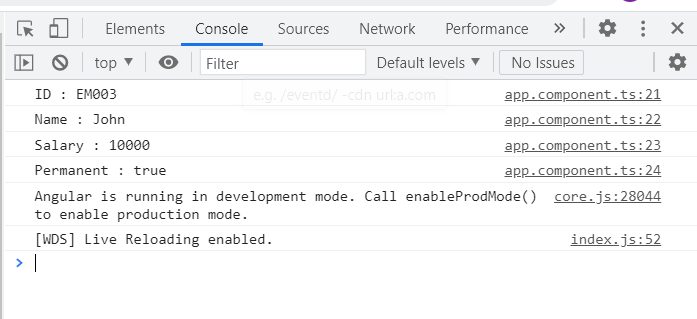 Elements Console Sources Network Performance »
top ▼ Filter Default levels ▼ No Issues
e.g. /eventd/ -cdn url:a.com
ID : EM003 app.component.ts:21
Name : John app.component.ts:22
Salary : 10000 app.component.ts:23
Permanent : true app.component.ts:24
Angular is running in development mode. Call enableProdMode() core.js:28044
to enable production mode.
[WDS] Live Reloading enabled. index.js:52
>